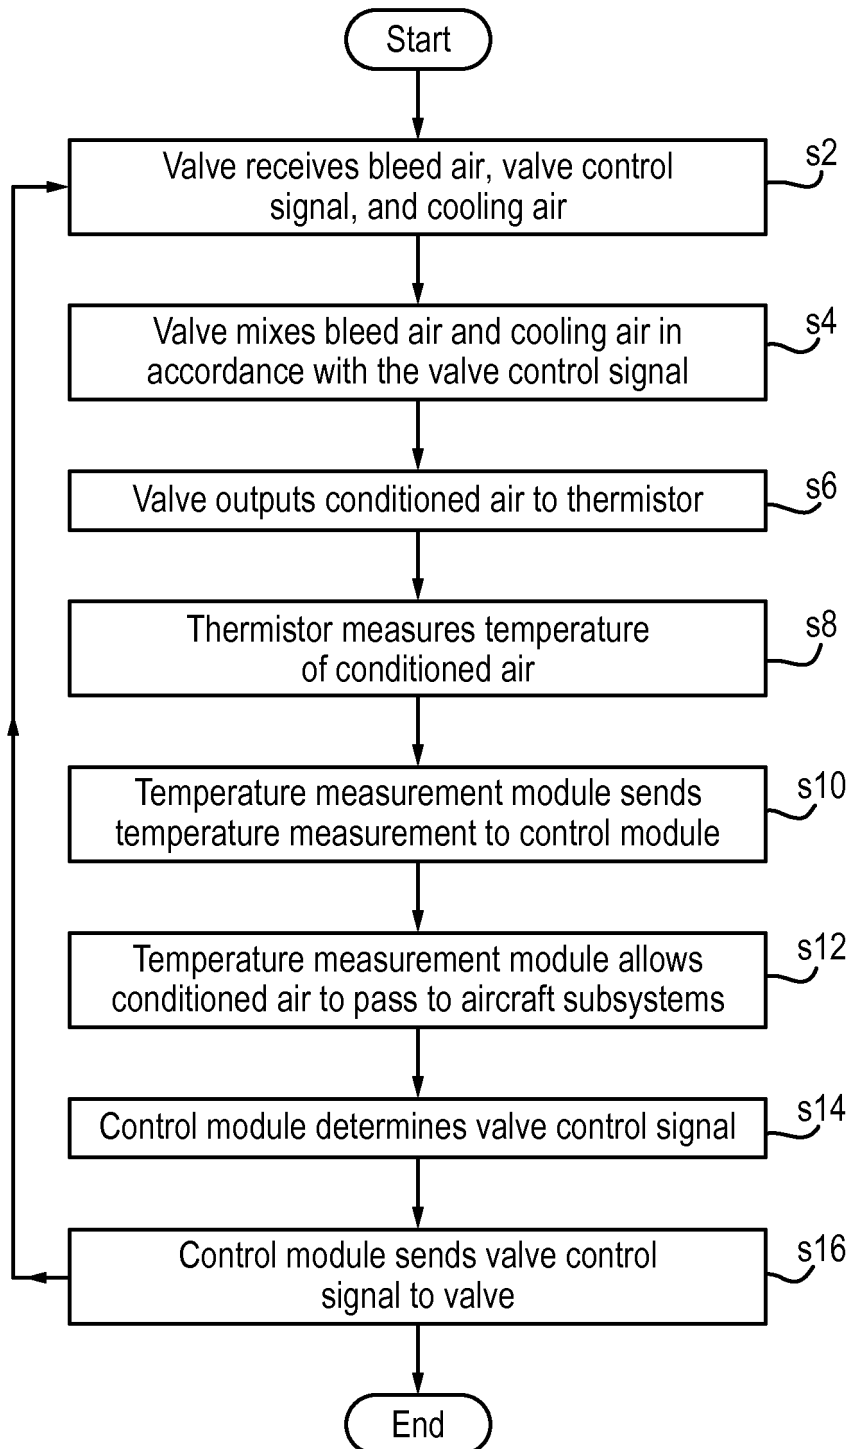 Start
Valve receives bleed air, valve control
signal, and cooling air
s2
Valve mixes bleed air and cooling air in
accordance with the valve control signal
s4
Valve outputs conditioned air to thermistor
s6
Thermistor measures temperature
of conditioned air
s8
Temperature measurement module sends
temperature measurement to control module
s10
Temperature measurement module allows
conditioned air to pass to aircraft subsystems
s12
Control module determines valve control signal
s14
Control module sends valve control
signal to valve
s16
End